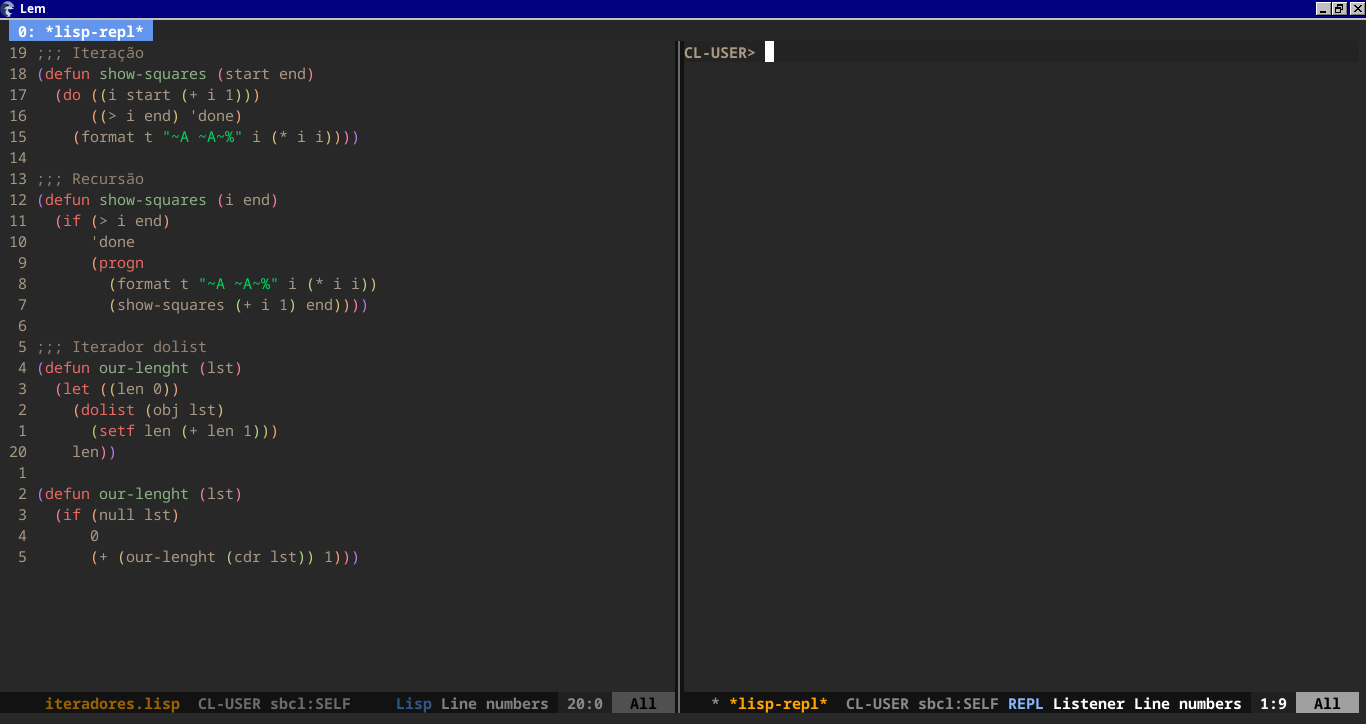 Lem
0: *lisp-repl*
19 ;;; Iteração
18 (defun show-squares (start end)
17   (do ((i start (+ i 1)))
16       ((> i end) 'done)
15     (format t "~A ~A~%" i (* i i))))
14
13 ;;; Recursão
12 (defun show-squares (i end)
11   (if (> i end)
10       'done
9       (progn
8         (format t "~A ~A~%" i (* i i))
7         (show-squares (+ i 1) end))))
6
5 ;;; Iterador dolist
4 (defun our-lenght (lst)
3   (let ((len 0))
2     (dolist (obj lst)
1       (setf len (+ len 1)))
20     len))
1
2 (defun our-lenght (lst)
3   (if (null lst)
4       0
5       (+ (our-lenght (cdr lst)) 1)))
iteradores.lisp  CL-USER sbcl:SELF     Lisp Line numbers  20:0   All
CL-USER>
* *lisp-repl*  CL-USER sbcl:SELF REPL Listener Line numbers  1:9   All